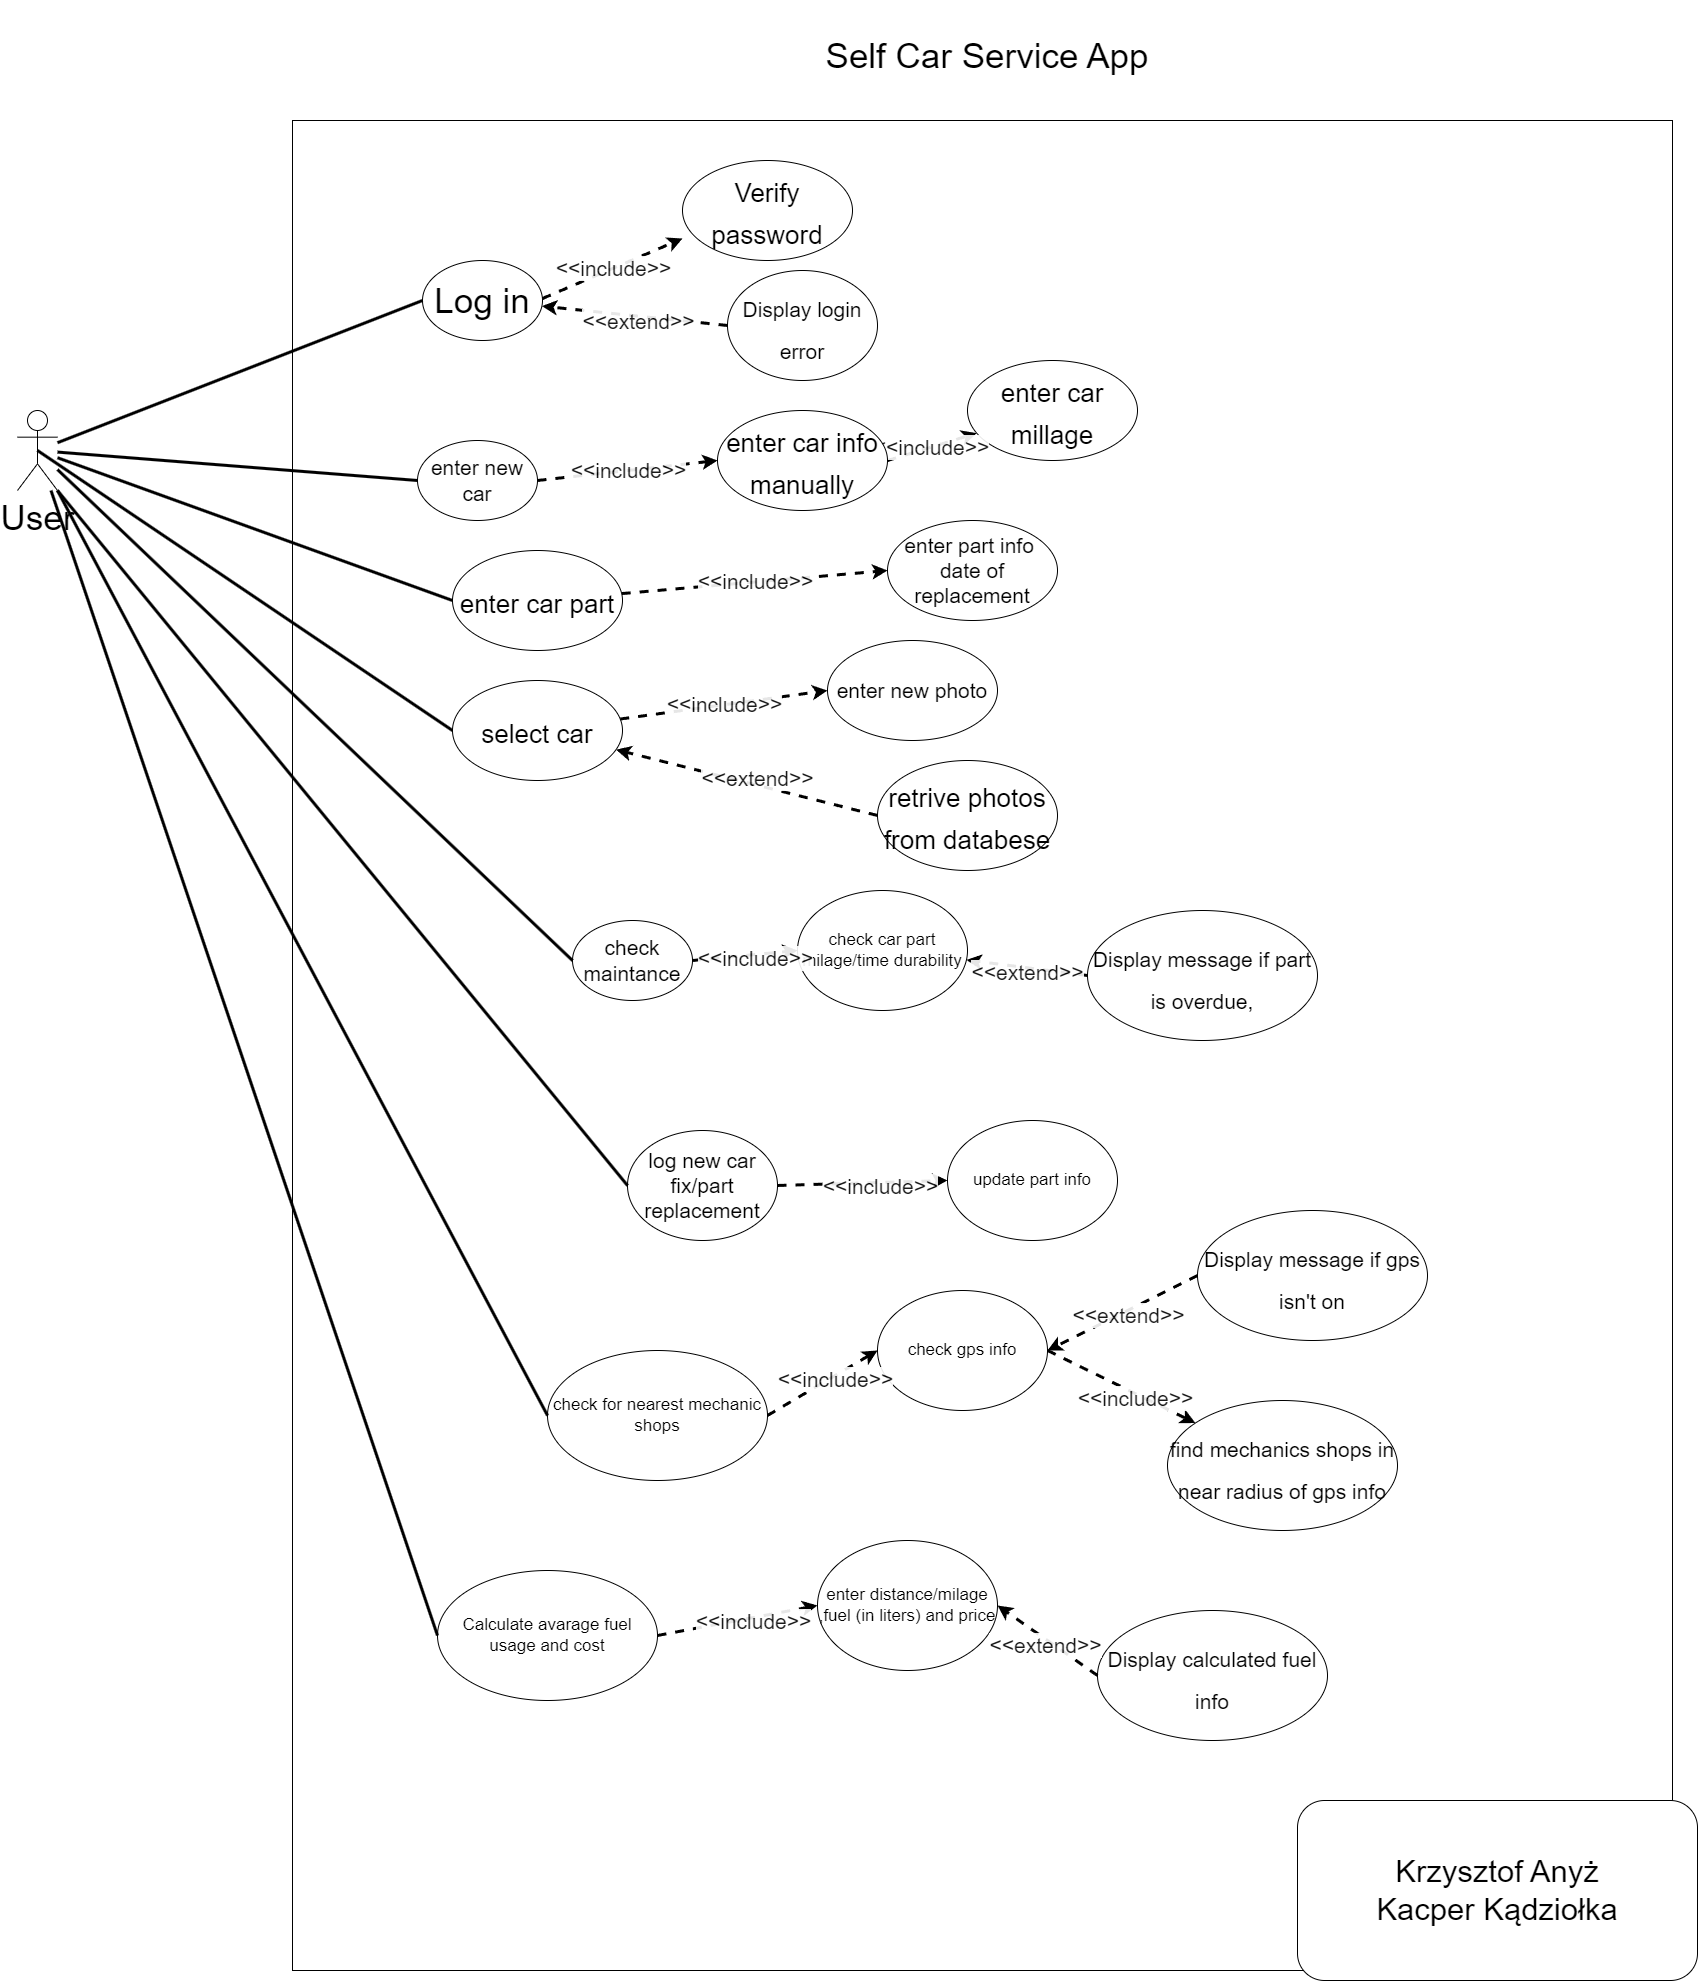 Self Car Service App
Verify
password
<<include>>
Log in
<<extend>>
Display login
error
User
enter new
car
<<include>>
enter car info
manually
<<include>>
enter car
millage
enter car part
<<include>>
enter part info
date of
replacement
select car
<<include>>
enter new photo
<<extend>>
retrive photos
from databese
check
maintance
<<include>>
check car part
/time durability
<<extend>>
Display message if part
is overdue,
log new car
fix/part
replacement
<<include>>
update part info
check for nearest mechanic
shops
<<include>>
check gps info
<<extend>>
Display message if gps
isn't on
<<include>>
find mechanics shops in
near radius of gps info
Calculate avarage fuel
usage and cost
<<include>>
enter distance/milage
fuel (in liters) and price
<<extend>>
Display calculated fuel
info
Krzysztof Anyż
Kacper Kądziołka